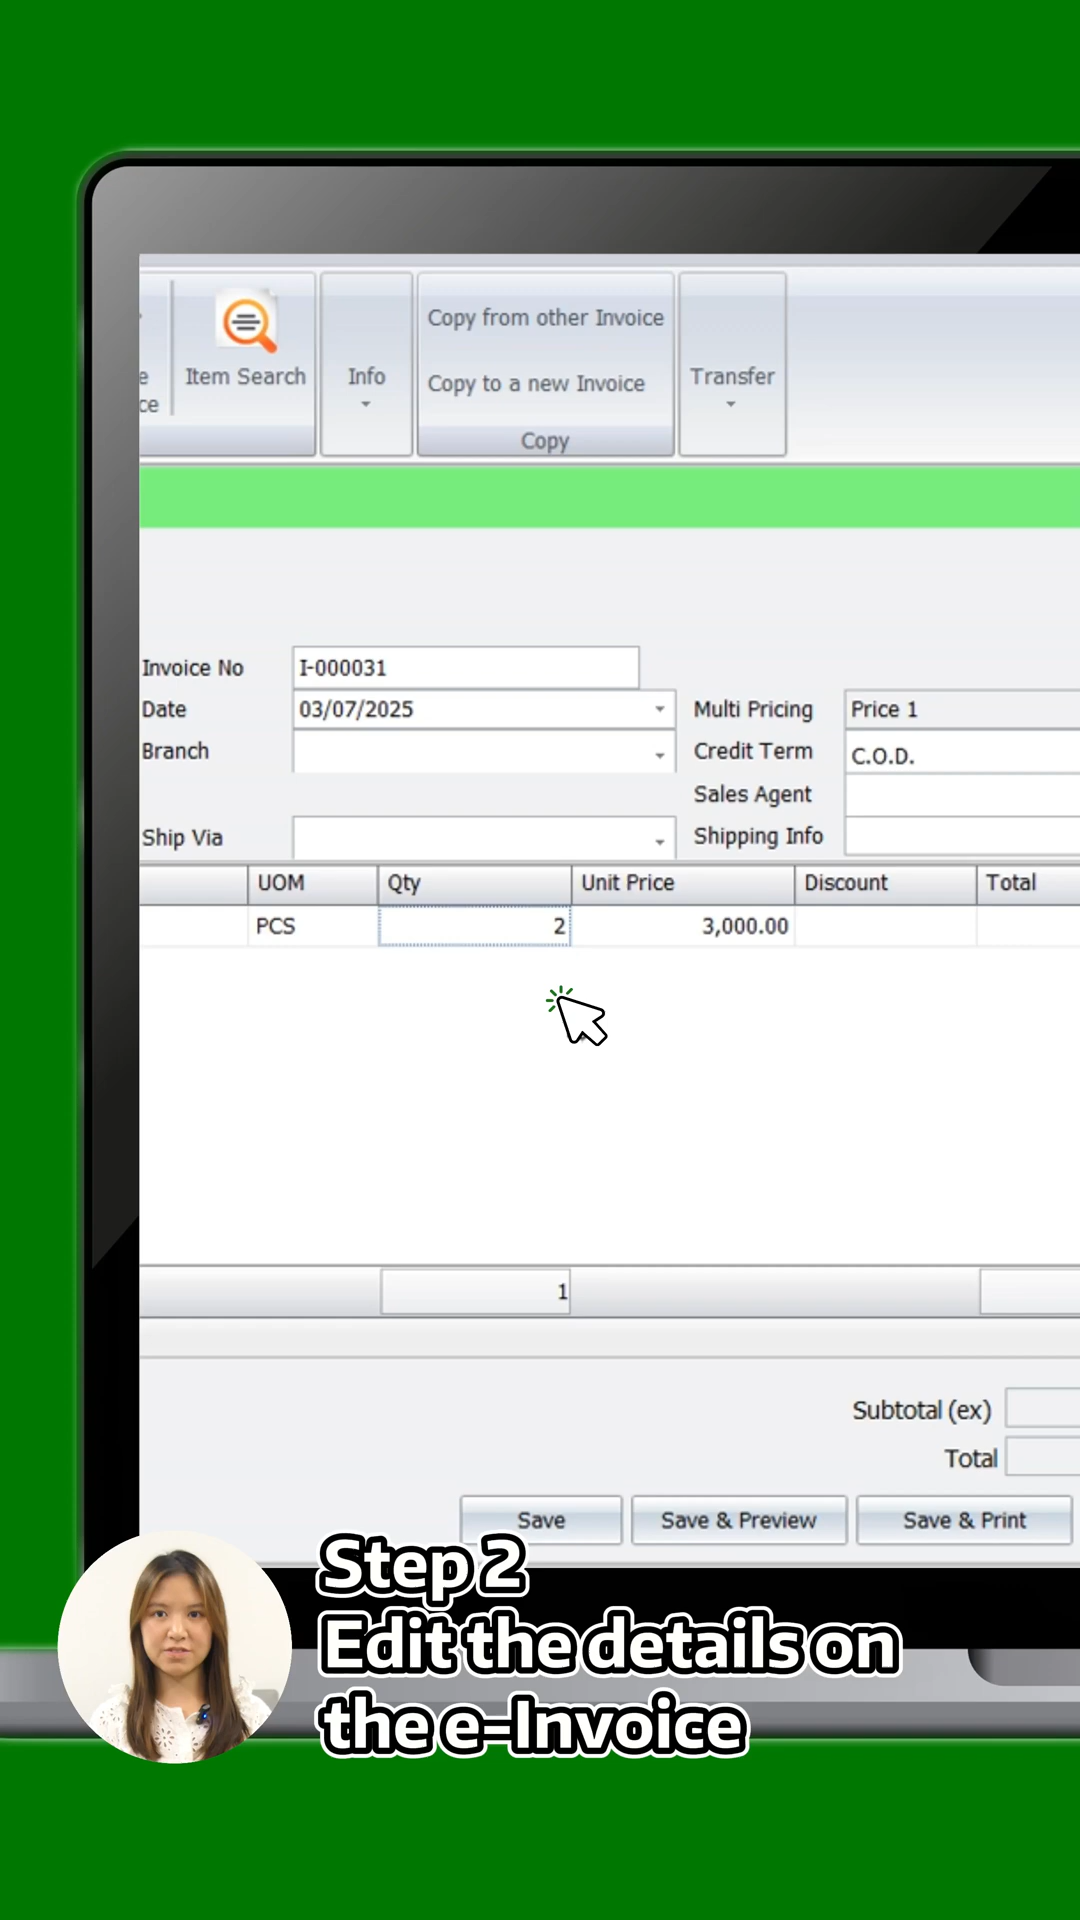 Item Search
e
ce
Info
Copy from other Invoice
Copy to a new Invoice
Copy
Transfer
Invoice No I-000031
Date 03/07/2025 Multi Pricing Price 1
Branch Credit Term C.O.D.
Sales Agent
Ship Via Shipping Info
UOM Qty Unit Price Discount Total
PCS 2 3,000.00
1
Subtotal (ex)
Total
Save Save & Preview Save & Print
Step 2
Edit the details on
the e-Invoice